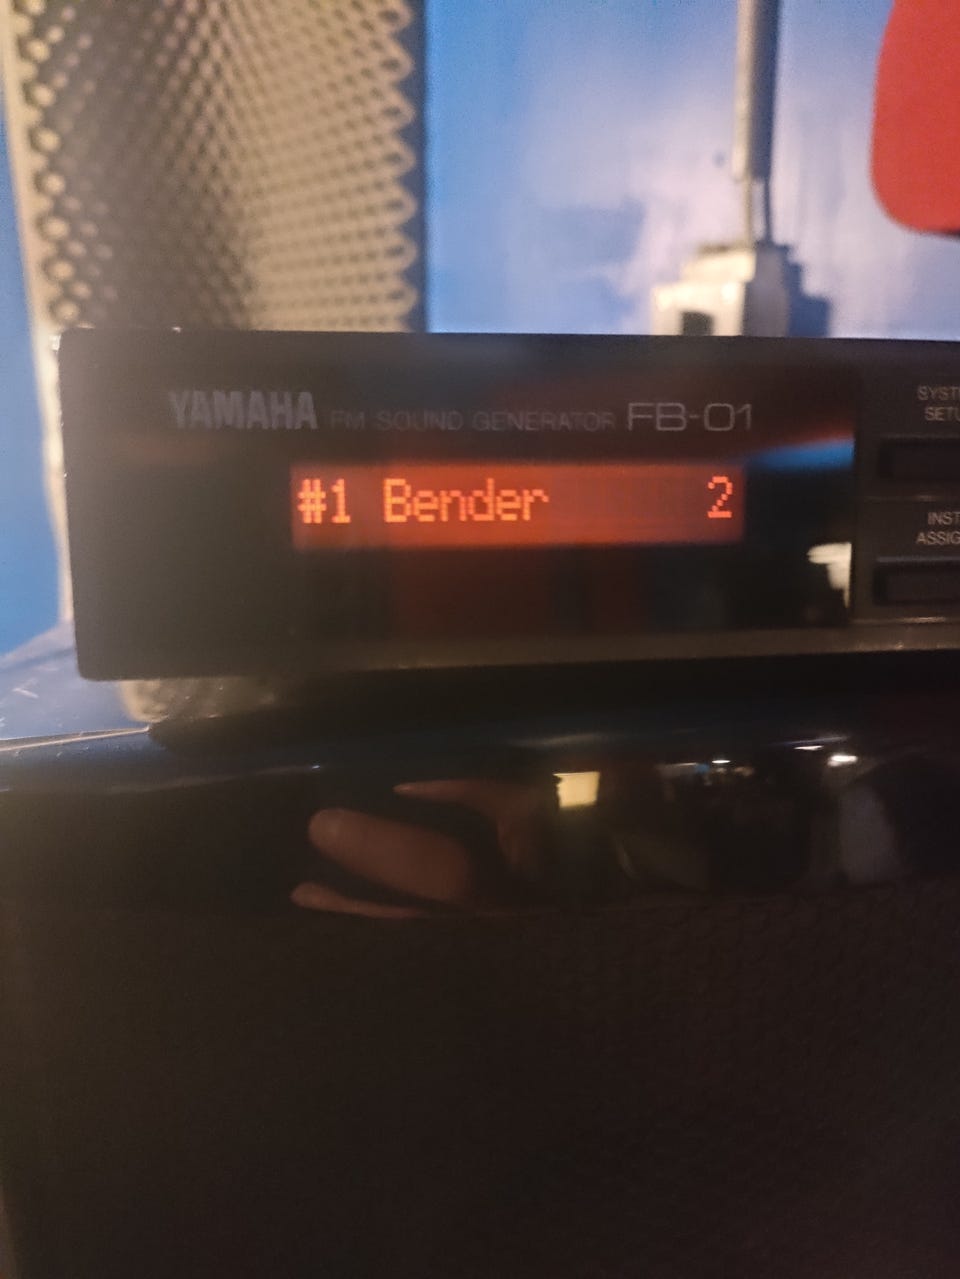 YAMAHA FM SOUND GENERATOR FB-01
#1 Bender 2